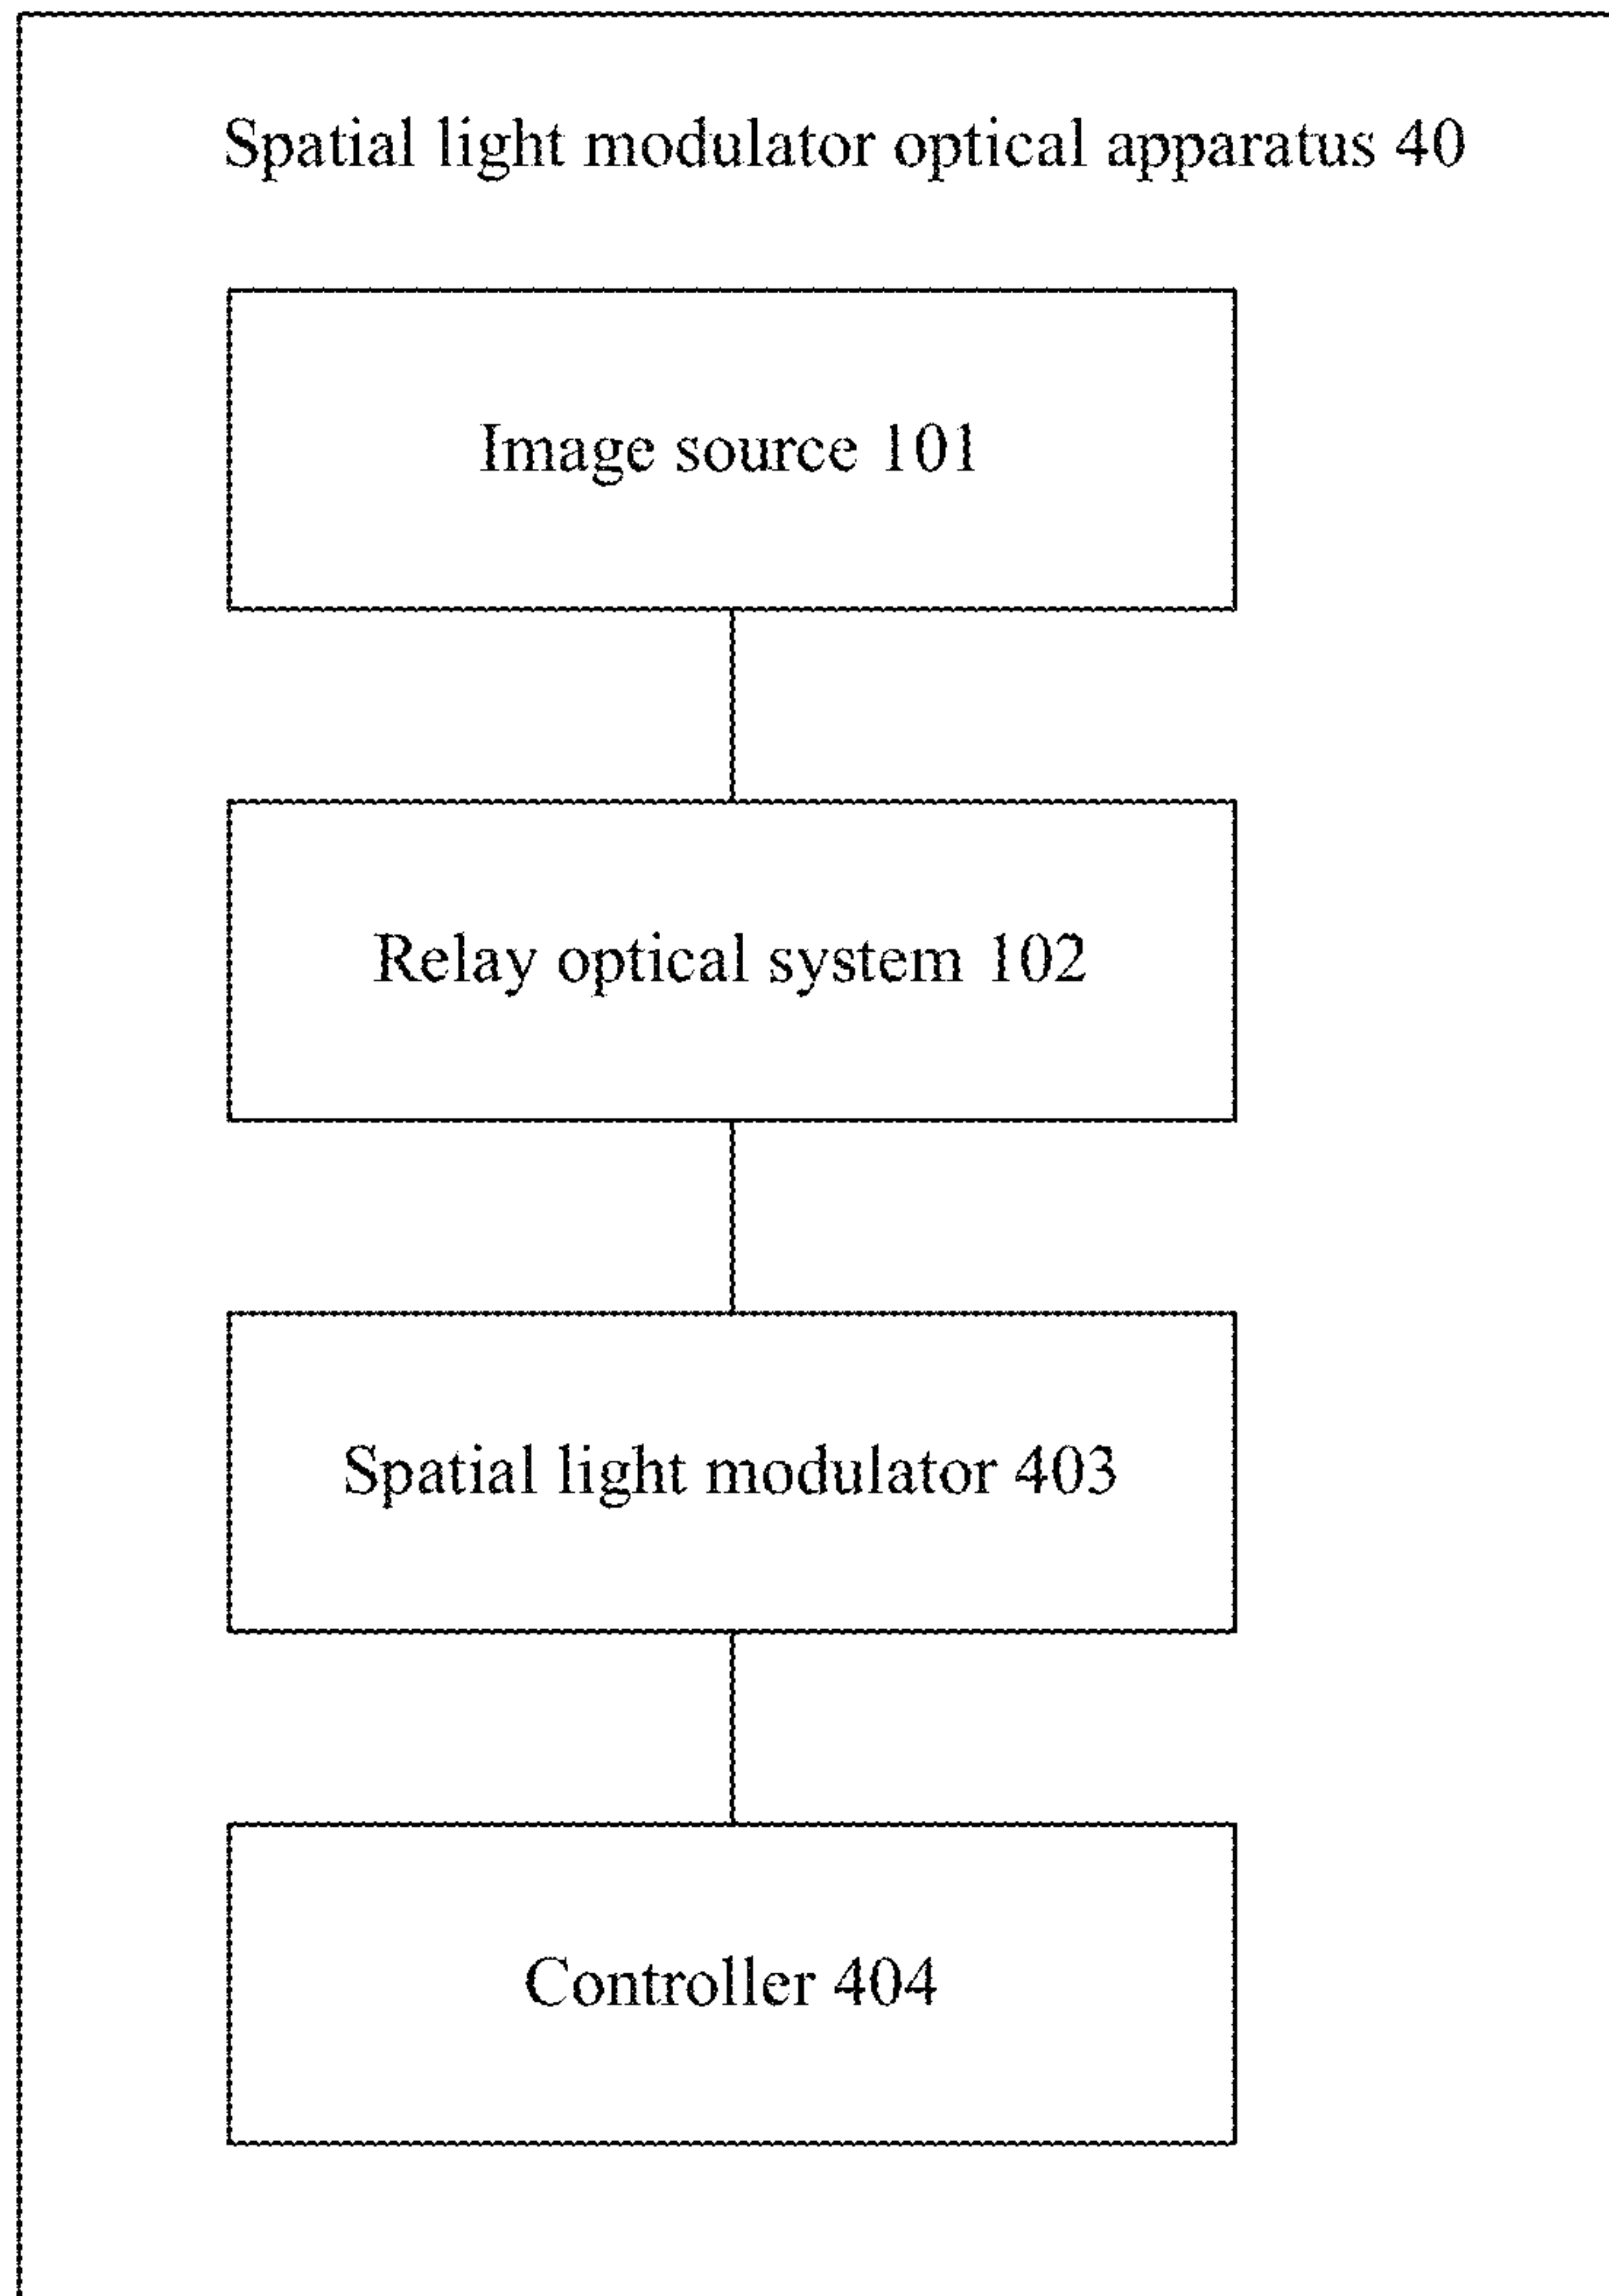 Spatial light modulator optical apparatus 40
Image source 101
Relay optical system 102
Spatial light modulator 403
Controller 404